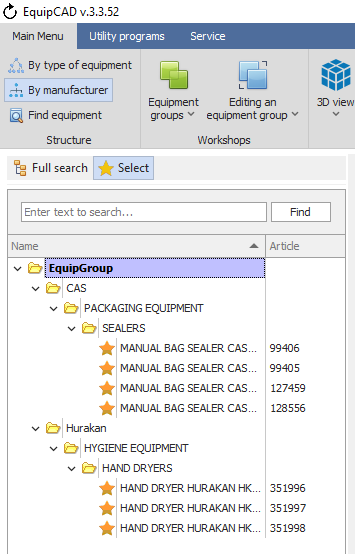 EquipCAD v.3.3.52
Main Menu Utility programs Service
By type of equipment
By manufacturer
Find equipment
Structure
Equipment groups
Editing an equipment group
Workshops
3D view
Full search Select
Enter text to search... Find
Name Article
EquipGroup
CAS
PACKAGING EQUIPMENT
SEALERS
MANUAL BAG SEALER CAS... 99406
MANUAL BAG SEALER CAS... 99405
MANUAL BAG SEALER CAS... 127459
MANUAL BAG SEALER CAS... 128556
Hurakan
HYGIENE EQUIPMENT
HAND DRYERS
HAND DRYER HURAKAN HK... 351996
HAND DRYER HURAKAN HK... 351997
HAND DRYER HURAKAN HK... 351998